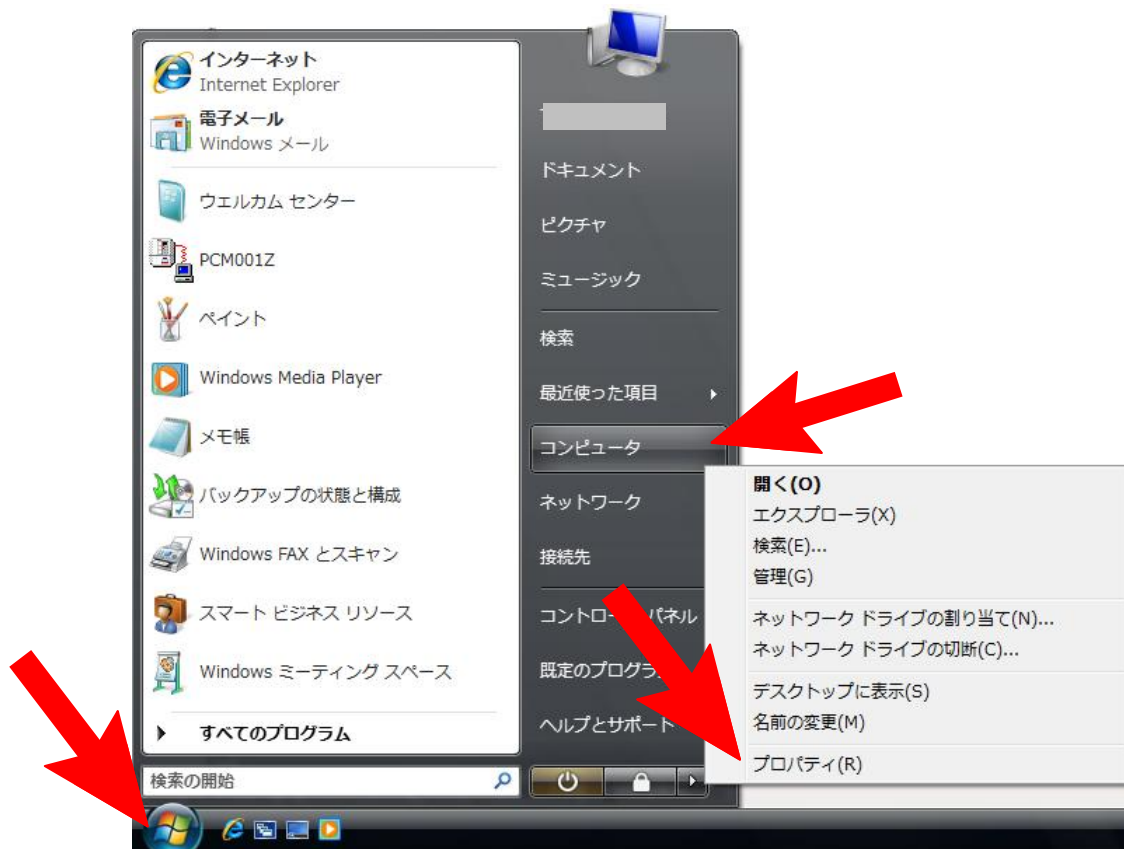 インターネット
Internet Explorer
電子メール
Windows メール
ウェルカム センター
PCM001Z
ペイント
Windows Media Player
メモ帳
バックアップの状態と構成
Windows FAX とスキャン
スマート ビジネス リソース
Windows ミーティング スペース
すべてのプログラム
検索の開始
ドキュメント
ピクチャ
ミュージック
検索
最近使った項目
コンピュータ
ネットワーク
接続先
コントロール パネル
既定のプログラム
ヘルプとサポート
開く(O)
エクスプローラ(X)
検索(E)...
管理(G)
ネットワーク ドライブの割り当て(N)...
ネットワーク ドライブの切断(C)...
デスクトップに表示(S)
名前の変更(M)
プロパティ(R)